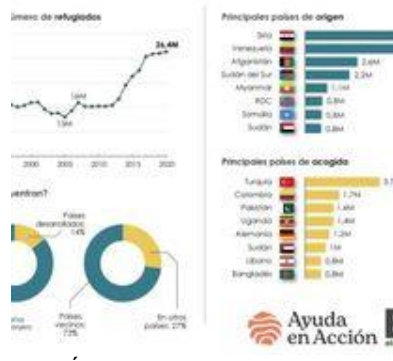 número de refugiados
26,4M
16M
13M
2000 2005 2010 2015 2020
Países
desarrollados:
14%
Países
vecinos:
73%
En otros
países: 27%
Principales países de origen
Siria
Venezuela
Afganistán 2,6M
Sudán del Sur 2,2M
Myanmar 1,1M
RDC 0,8M
Somalia 0,8M
Sudán 0,8M
Principales países de acogida
Turquía
Colombia 1,7M
Pakistán 1,4M
Uganda 1,4M
Alemania 1,2M
Sudán 1M
Líbano 0,8M
Bangladés 0,8M
Ayuda
en Acción